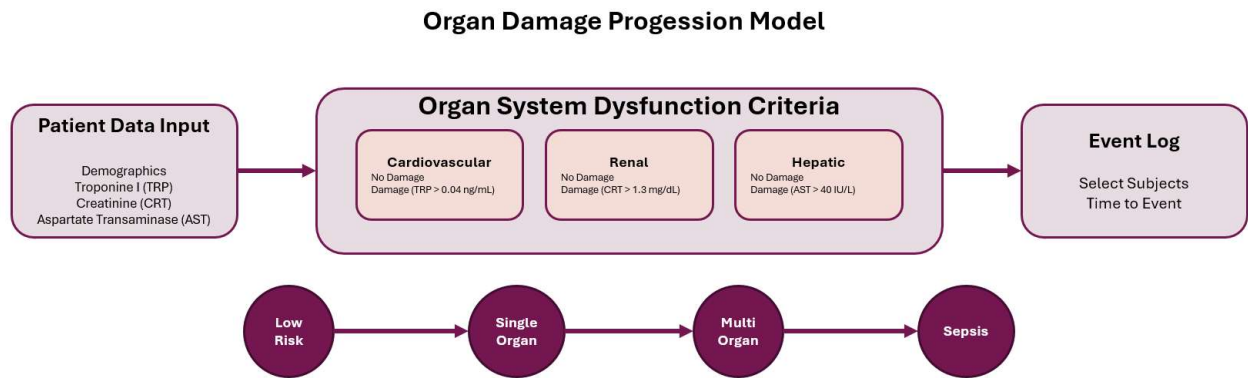 Organ Damage Progession Model
Patient Data Input
Demographics
Troponine I (TRP)
Creatinine (CRT)
Aspartate Transaminase (AST)
Organ System Dysfunction Criteria
Cardiovascular
No Damage
Damage (TRP > 0.04 ng/mL)
Renal
No Damage
Damage (CRT > 1.3 mg/dL)
Hepatic
No Damage
Damage (AST > 40 IU/L)
Event Log
Select Subjects
Time to Event
Low
Risk
Single
Organ
Multi
Organ
Sepsis